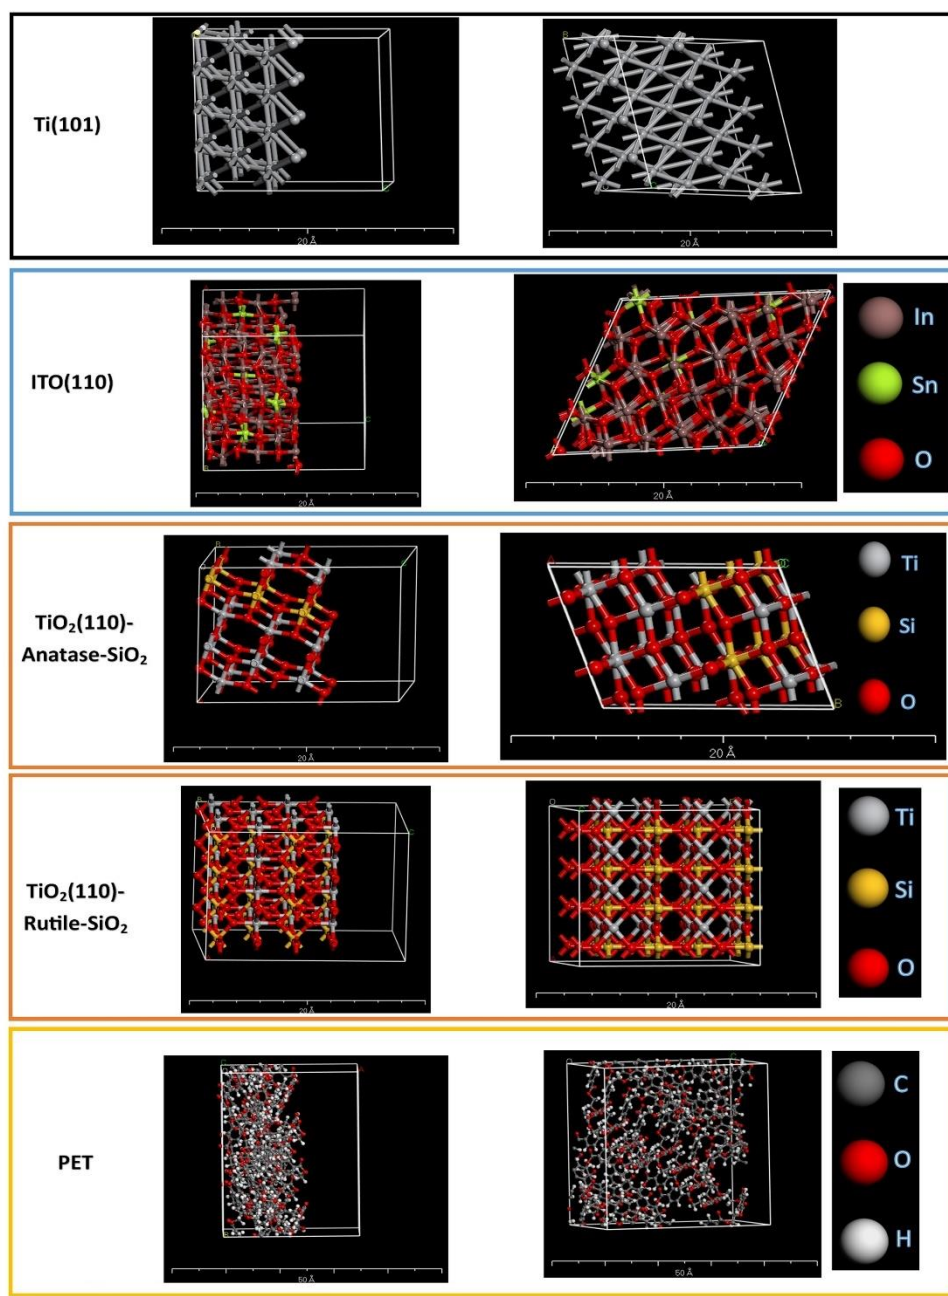 Ti(101)
20 Å
20 Å
ITO(110)
In
Sn
O
20 Å
20 Å
TiO₂(110)-
Anatase-SiO₂
Ti
Si
O
20 Å
20 Å
TiO₂(110)-
Rutile-SiO₂
Ti
Si
O
20 Å
20 Å
PET
C
O
H
50 Å
50 Å